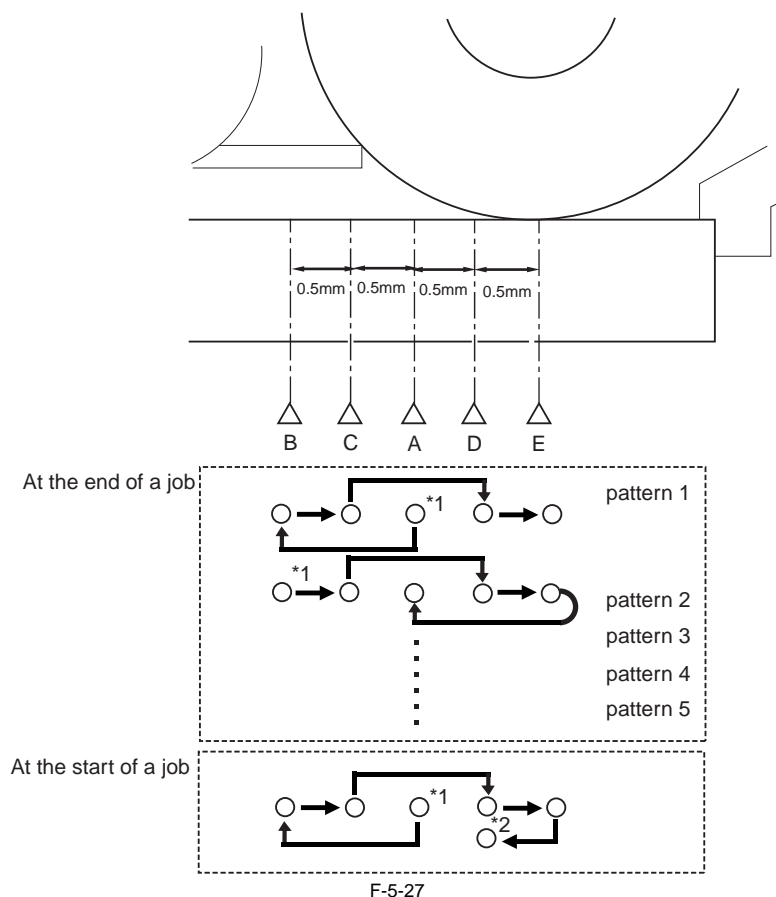 0.5mm 0.5mm 0.5mm 0.5mm
B C A D E
At the end of a job
*1 pattern 1
*1
pattern 2
pattern 3
pattern 4
pattern 5
At the start of a job
*1
*2
F-5-27